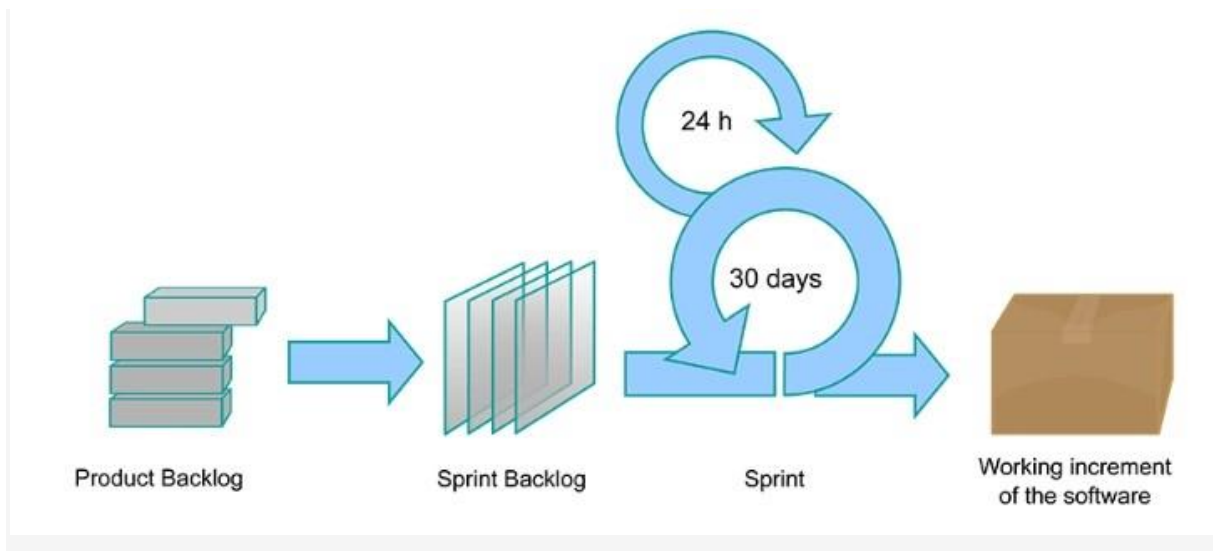 24 h
30 days
Product Backlog
Sprint Backlog
Sprint
Working increment
of the software